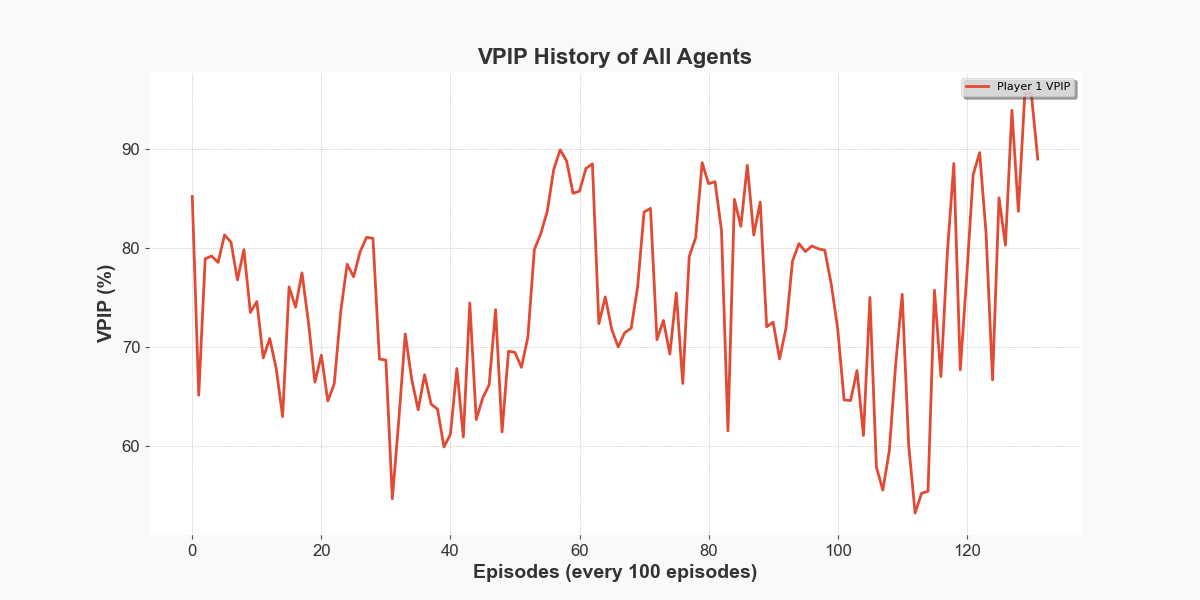 VPIP History of All Agents
Player 1 VPIP
90
80
70
60
VPIP (%)
0 20 40 60 80 100 120
Episodes (every 100 episodes)